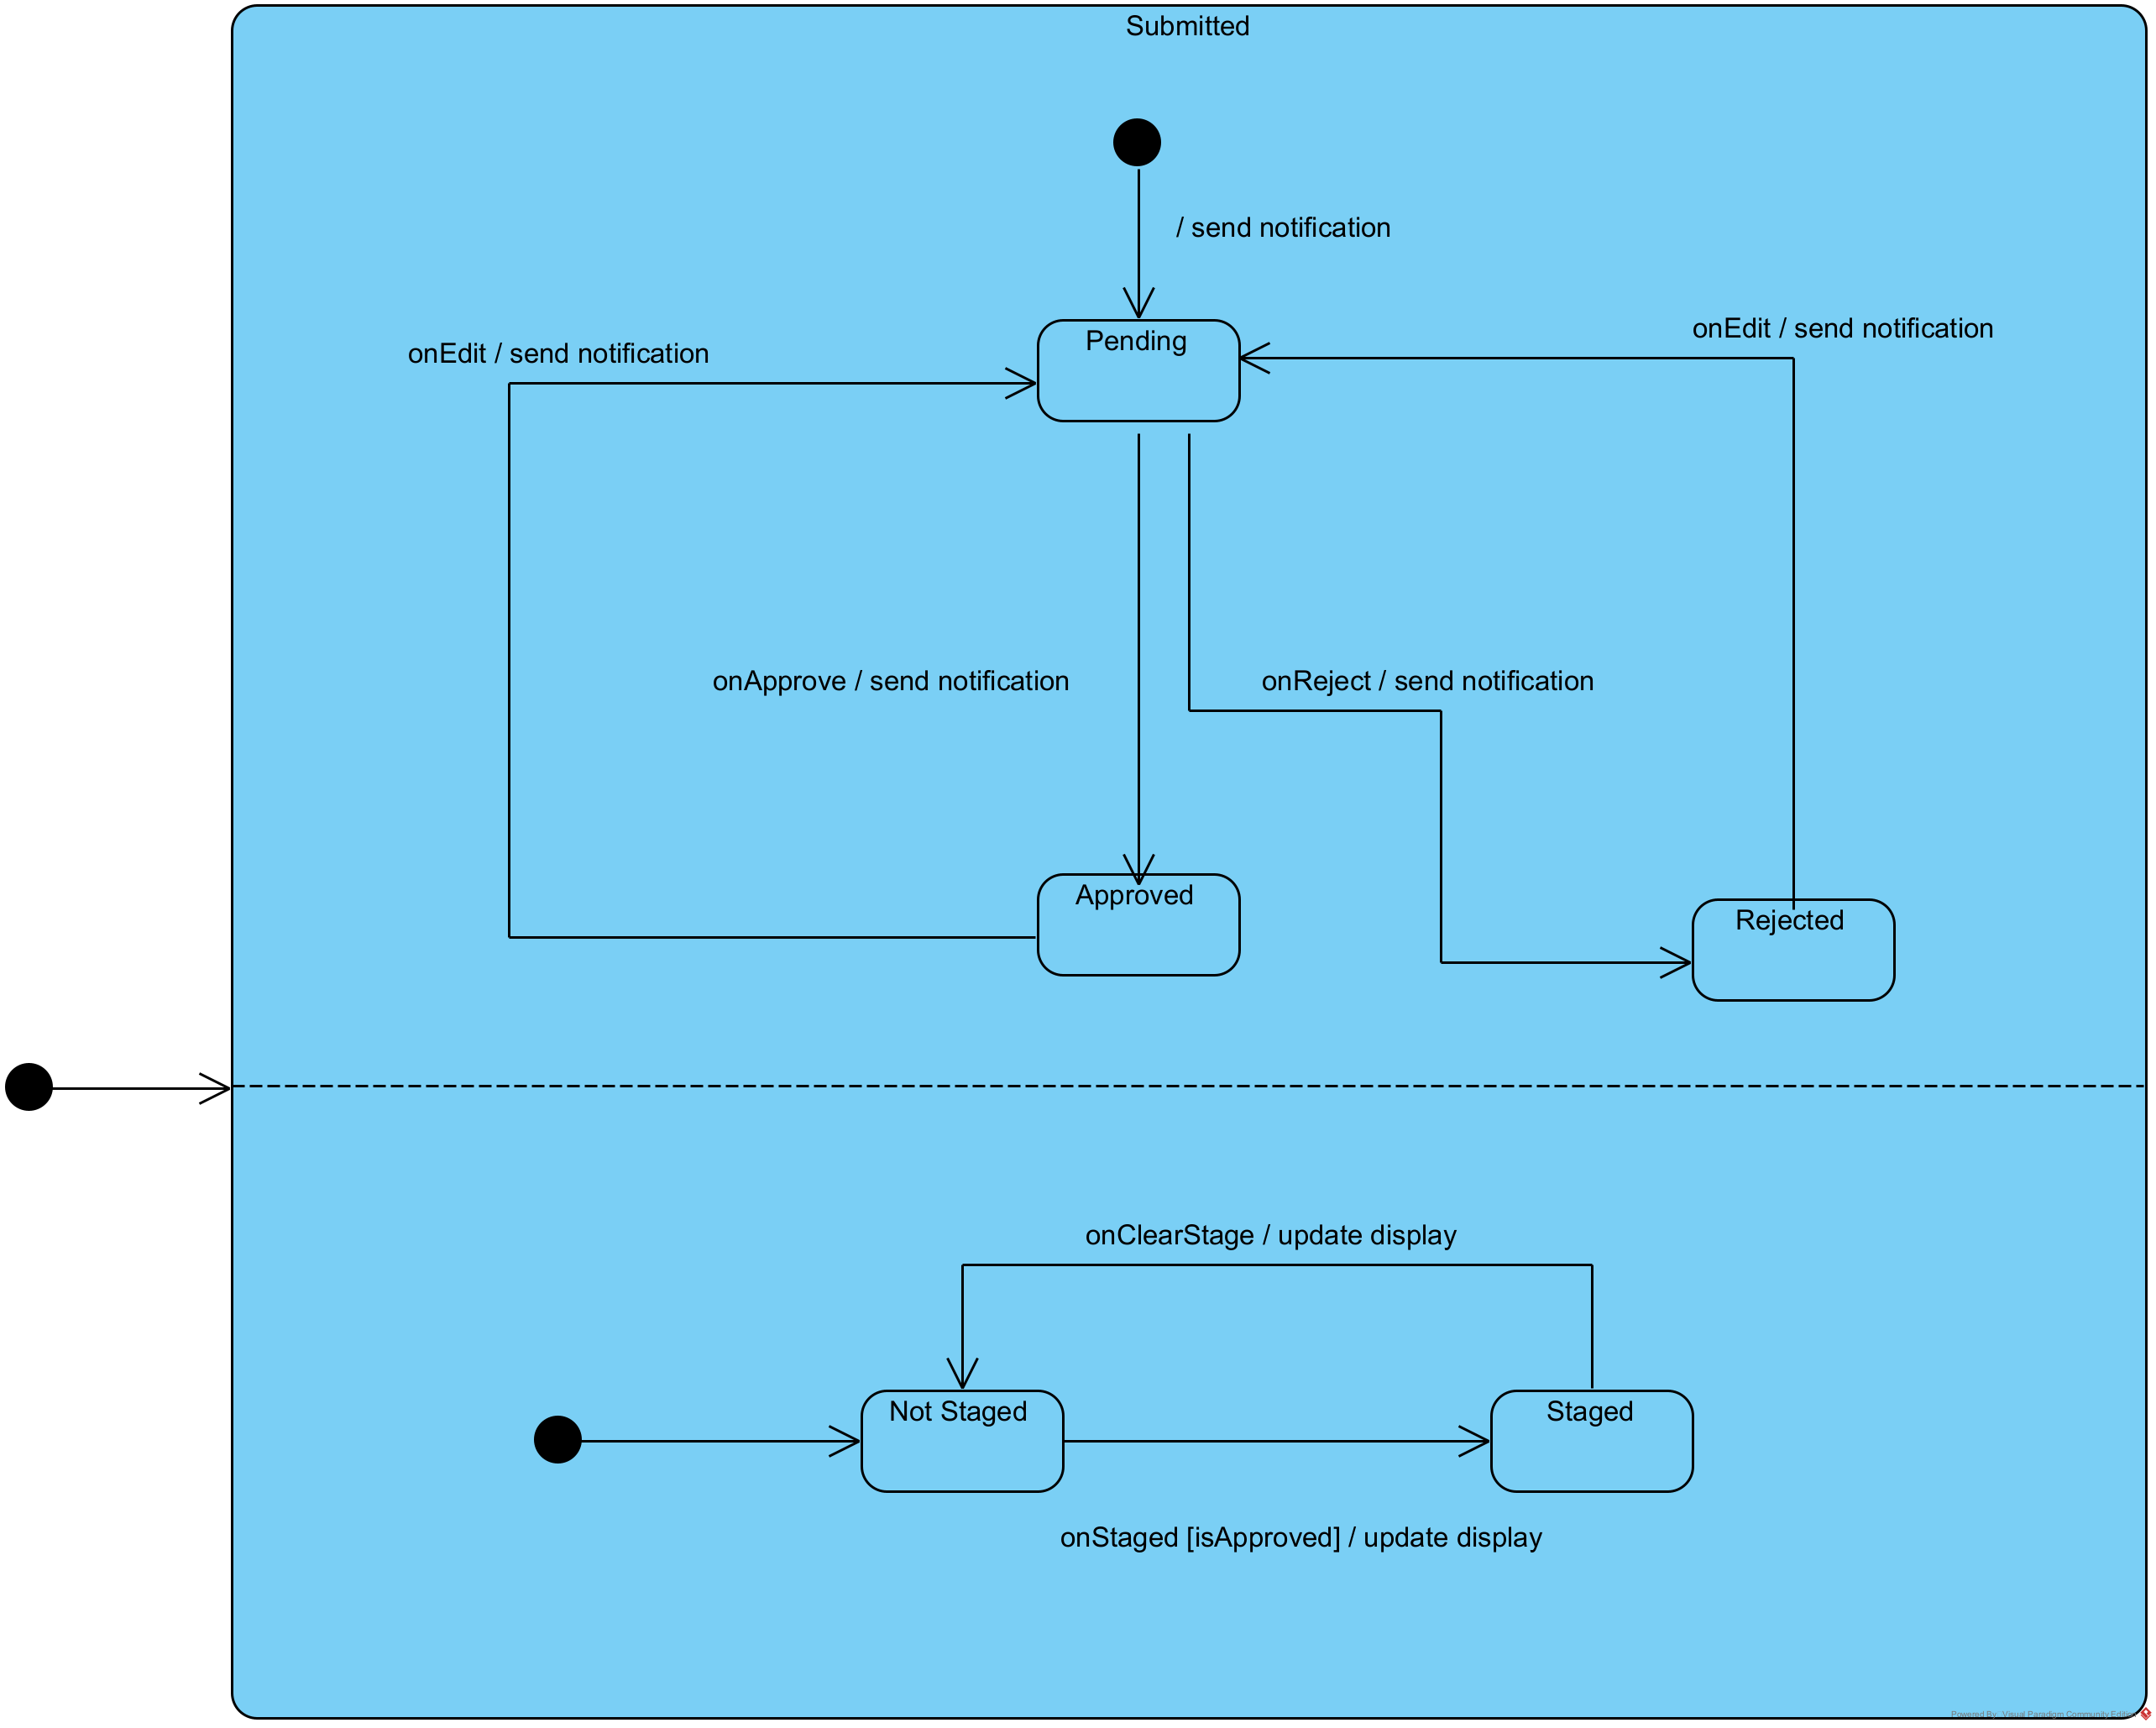 Submitted
/ send notification
Pending
onEdit / send notification
onEdit / send notification
onApprove / send notification
onReject / send notification
Approved
Rejected
onClearStage / update display
Not Staged
Staged
onStaged [isApproved] / update display
Powered By Visual Paradigm Community Edition